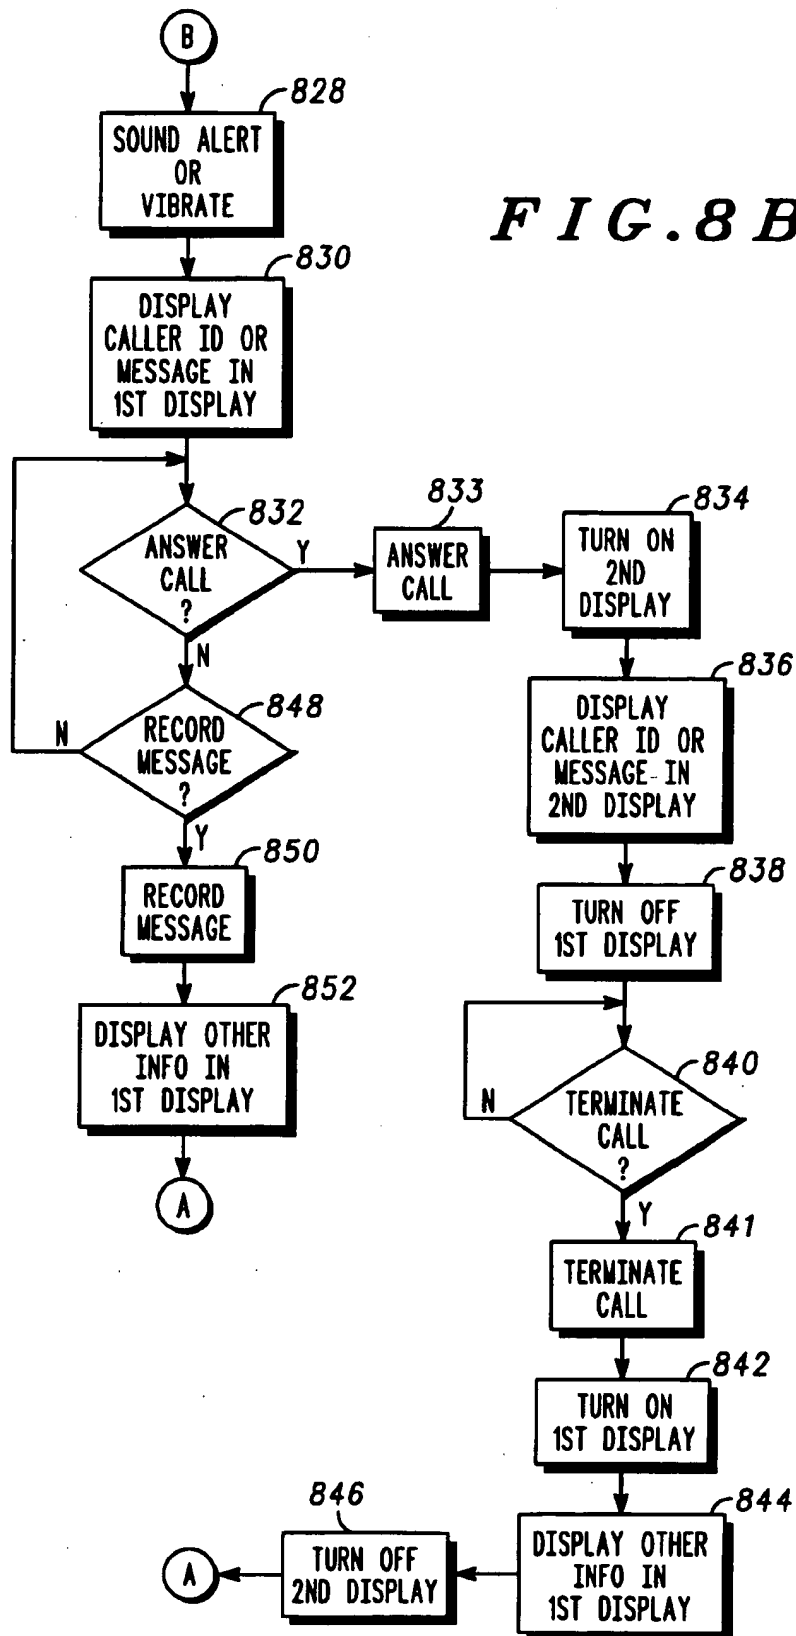 B
828
SOUND ALERT
OR
VIBRATE
FIG.8B
830
DISPLAY
CALLER ID OR
MESSAGE IN
1ST DISPLAY
832
ANSWER
CALL
?
Y
N
833
ANSWER
CALL
834
TURN ON
2ND
DISPLAY
836
DISPLAY
CALLER ID OR
MESSAGE IN
2ND DISPLAY
848
RECORD
MESSAGE
?
N
Y
850
RECORD
MESSAGE
838
TURN OFF
1ST DISPLAY
852
DISPLAY OTHER
INFO IN
1ST DISPLAY
A
840
TERMINATE
CALL
?
N
Y
841
TERMINATE
CALL
842
TURN ON
1ST DISPLAY
844
DISPLAY OTHER
INFO IN
1ST DISPLAY
846
TURN OFF
2ND DISPLAY
A